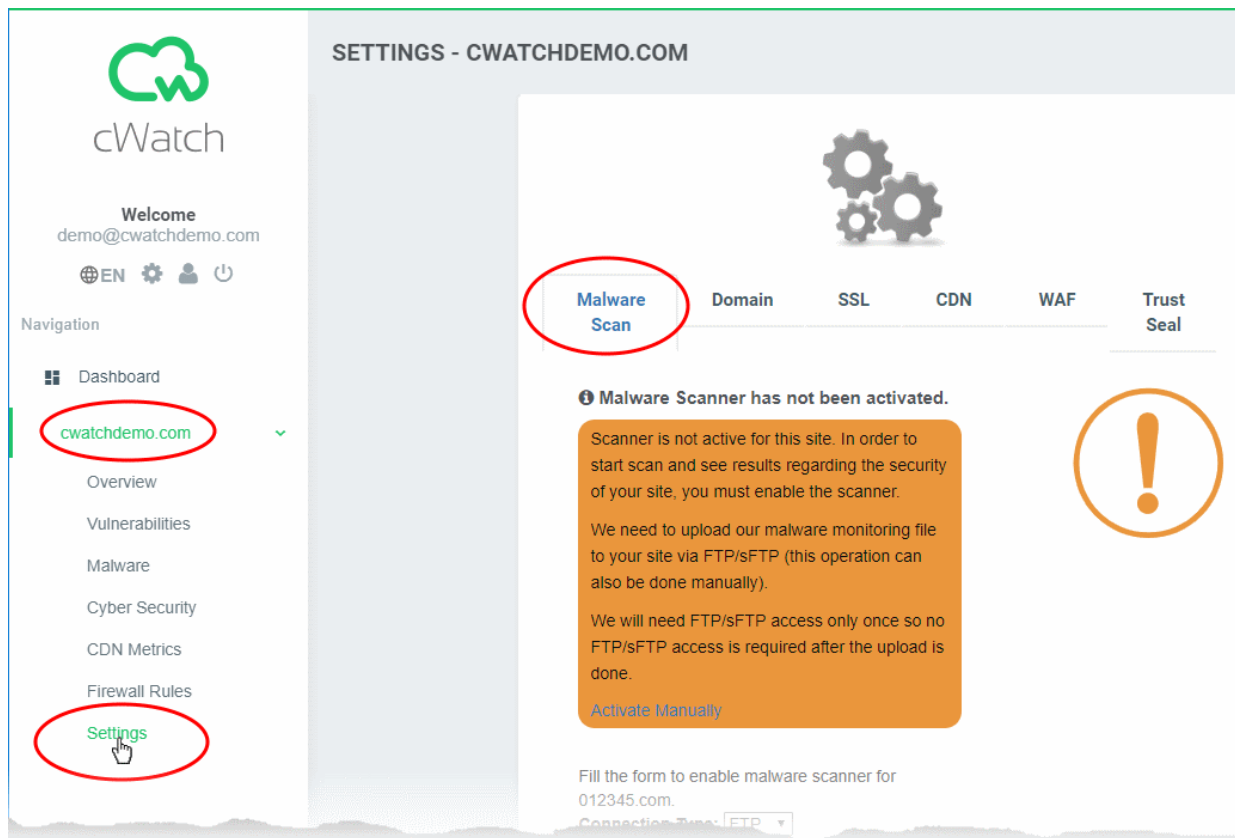 SETTINGS - CWATCHDEMO.COM
cWatch
Welcome
demo@cwatchdemo.com
EN
Navigation
Dashboard
cwatchdemo.com
Overview
Vulnerabilities
Malware
Cyber Security
CDN Metrics
Firewall Rules
Settings
Malware
Scan
Domain
SSL
CDN
WAF
Trust
Seal
Malware Scanner has not been activated.
Scanner is not active for this site. In order to
start scan and see results regarding the security
of your site, you must enable the scanner.
We need to upload our malware monitoring file
to your site via FTP/sFTP (this operation can
also be done manually).
We will need FTP/sFTP access only once so no
FTP/sFTP access is required after the upload is
done.
Activate Manually
Fill the form to enable malware scanner for
012345.com.
Connection Type: FTP